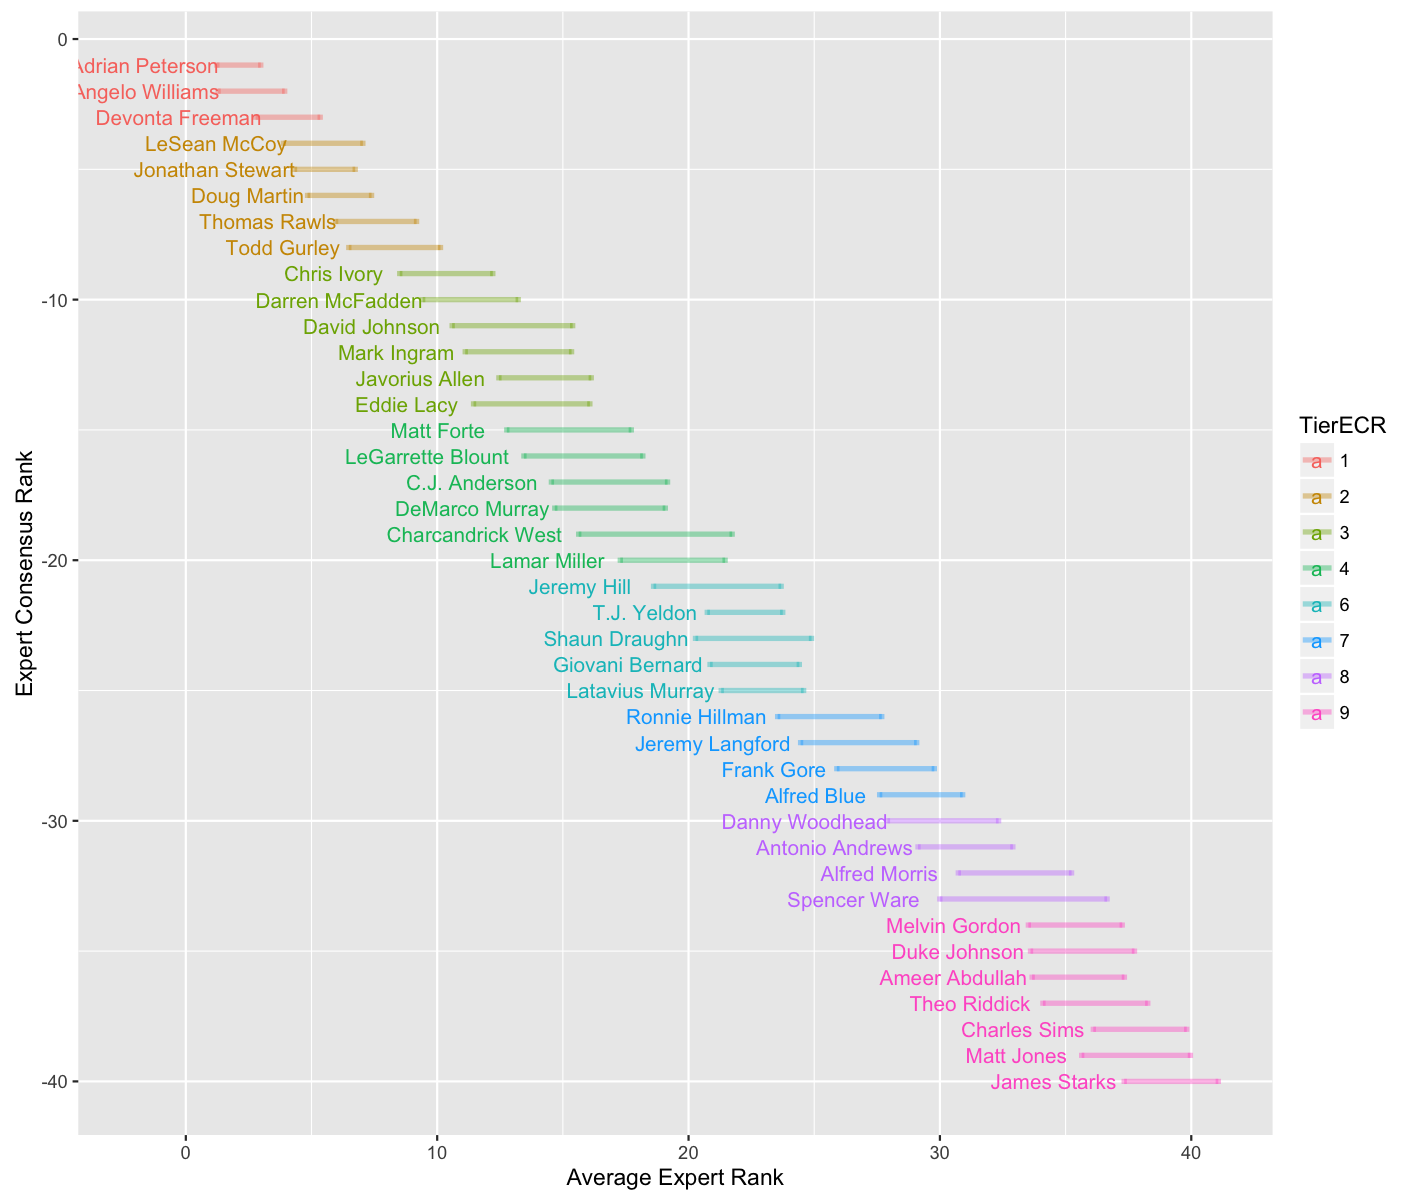 0
Adrian Peterson
Angelo Williams
Devonta Freeman
LeSean McCoy
Jonathan Stewart
Doug Martin
Thomas Rawls
Todd Gurley
Chris Ivory
-10
Darren McFadden
David Johnson
Mark Ingram
Javorius Allen
Eddie Lacy
Matt Forte
LeGarrette Blount
C.J. Anderson
DeMarco Murray
Charcandrick West
-20
Lamar Miller
Jeremy Hill
T.J. Yeldon
Shaun Draughn
Giovani Bernard
Latavius Murray
Ronnie Hillman
Jeremy Langford
Frank Gore
Alfred Blue
-30
Danny Woodhead
Antonio Andrews
Alfred Morris
Spencer Ware
Melvin Gordon
Duke Johnson
Ameer Abdullah
Theo Riddick
Charles Sims
Matt Jones
-40
James Starks
0 10 20 30 40
Average Expert Rank
Expert Consensus Rank
TierECR
a 1
a 2
a 3
a 4
a 6
a 7
a 8
a 9